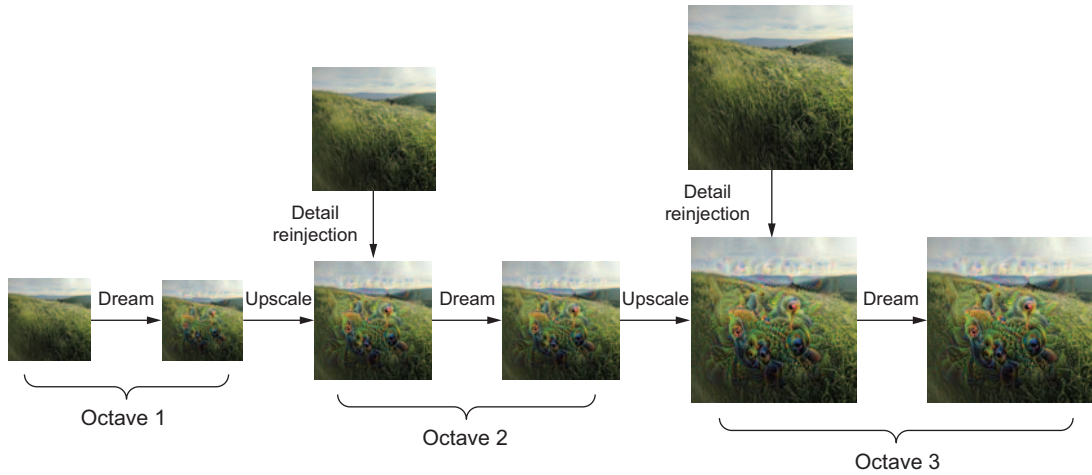 Detail
reinjection
Detail
reinjection
Dream
Upscale
Dream
Upscale
Dream
Octave 1
Octave 2
Octave 3